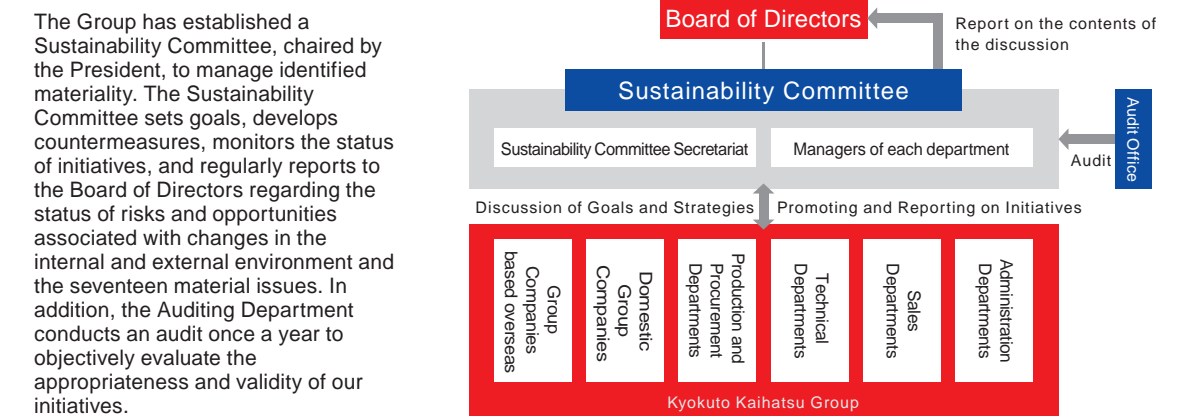 The Group has established a
Sustainability Committee, chaired by
the President, to manage identified
materiality. The Sustainability
Committee sets goals, develops
countermeasures, monitors the status
of initiatives, and regularly reports to
the Board of Directors regarding the
status of risks and opportunities
associated with changes in the
internal and external environment and
the seventeen material issues. In
addition, the Auditing Department
conducts an audit once a year to
objectively evaluate the
appropriateness and validity of our
initiatives.
Board of Directors
Report on the contents of
the discussion
Sustainability Committee
Sustainability Committee Secretariat
Managers of each department
Audit
Audit Office
Discussion of Goals and Strategies
Promoting and Reporting on Initiatives
Group
Companies
based overseas
Domestic
Group
Companies
Production and
Procurement
Departments
Technical
Departments
Sales
Departments
Administration
Departments
Kyokuto Kaihatsu Group